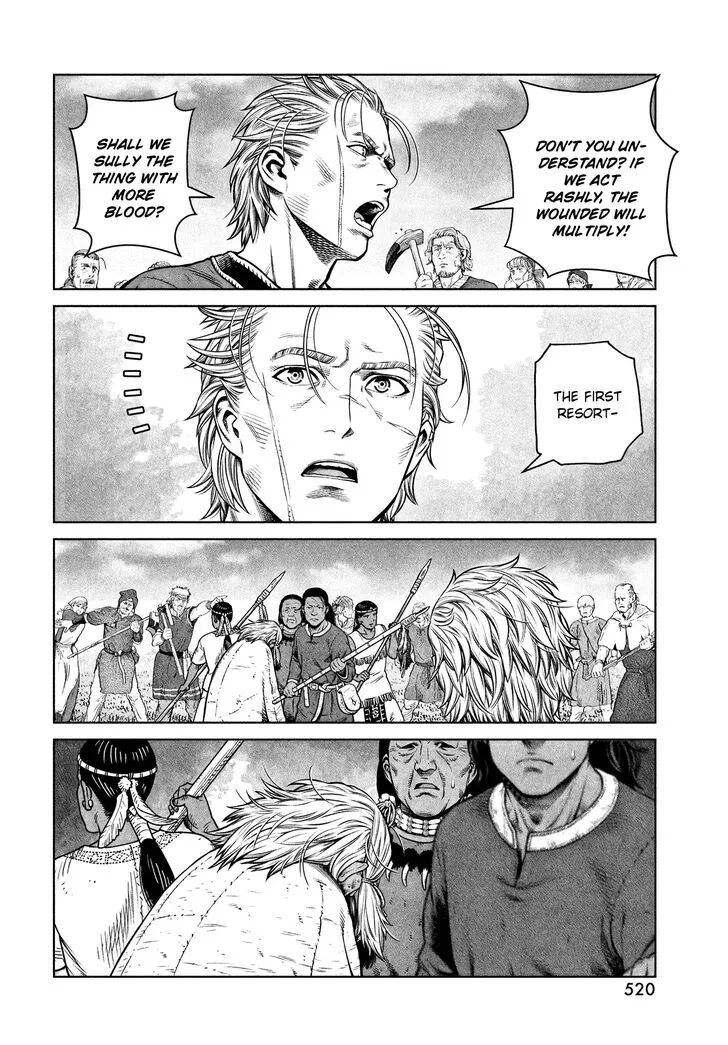 DON'T YOU UN-
DERSTAND? IF
WE ACT
RASHLY, THE
WOUNDED WILL
MULTIPLY!
SHALL WE
SULLY THE
THING WITH
MORE
BLOOD?
THE FIRST
RESORT-
520